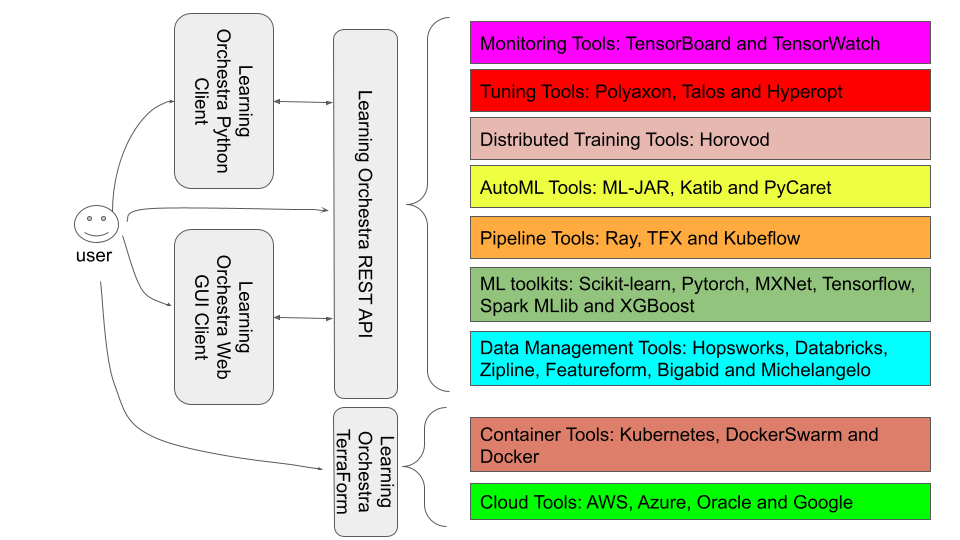 Learning
Orchestra Python
Client
user
Learning
Orchestra Web
GUI Client
Learning Orchestra REST API
Learning
Orchestra
TerraForm
Monitoring Tools: TensorBoard and TensorWatch
Tuning Tools: Polyaxon, Talos and Hyperopt
Distributed Training Tools: Horovod
AutoML Tools: ML-JAR, Katib and PyCaret
Pipeline Tools: Ray, TFX and Kubeflow
ML toolkits: Scikit-learn, Pytorch, MXNet, Tensorflow,
Spark MLlib and XGBoost
Data Management Tools: Hopsworks, Databricks,
Zipline, Featureform, Bigabid and Michelangelo
Container Tools: Kubernetes, DockerSwarm and
Docker
Cloud Tools: AWS, Azure, Oracle and Google